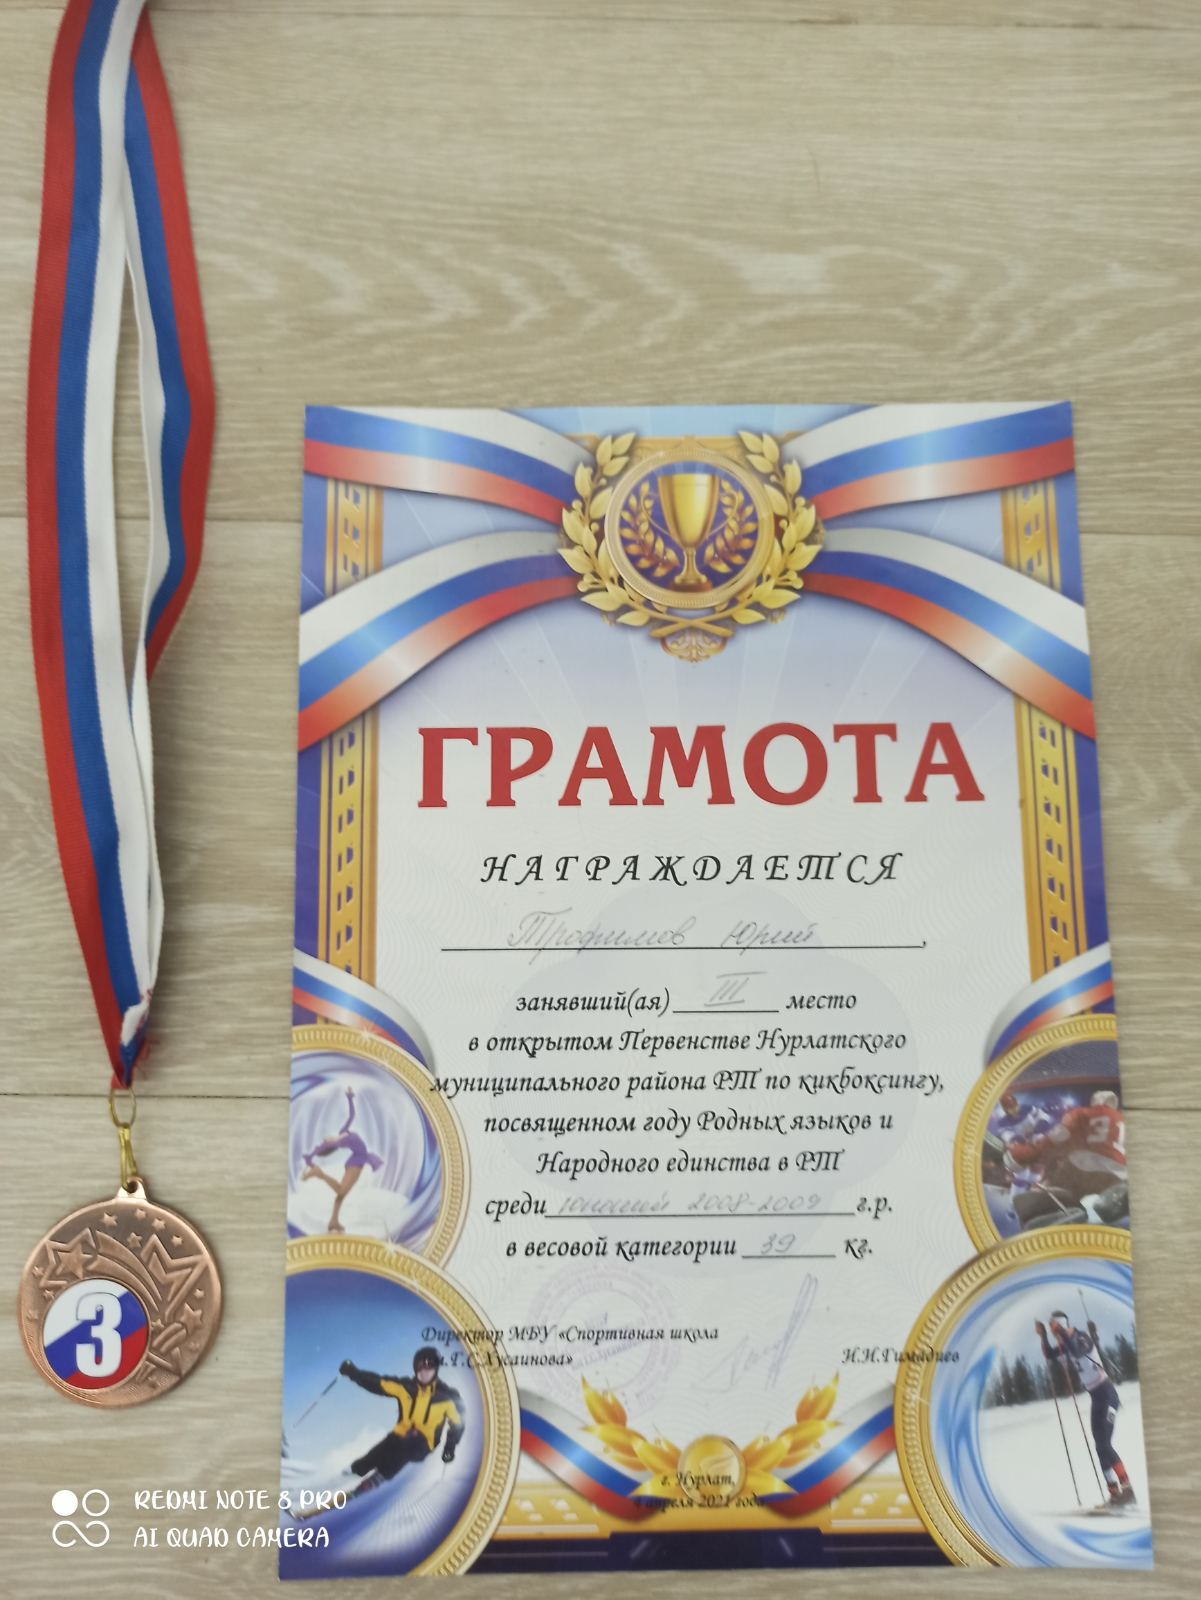 ГРАМОТА
НАГРАЖДАЕТСЯ
Трофимов Юрий,
занявший(ая) III место
в открытом Первенстве Нурлатского
муниципального района РТ по кикбоксингу,
посвященном году Родных языков и
Народного единства в РТ
среди юношей 2008-2009 г.р.
в весовой категории 39 кг.
Директор МБУ «Спортивная школа
им.Г.С.Хусаинова»
Н.Н.Гимадиев
г. Нурлат,
4 апреля 2021 года
3
31
REDMI NOTE 8 PRO
AI QUAD CAMERA